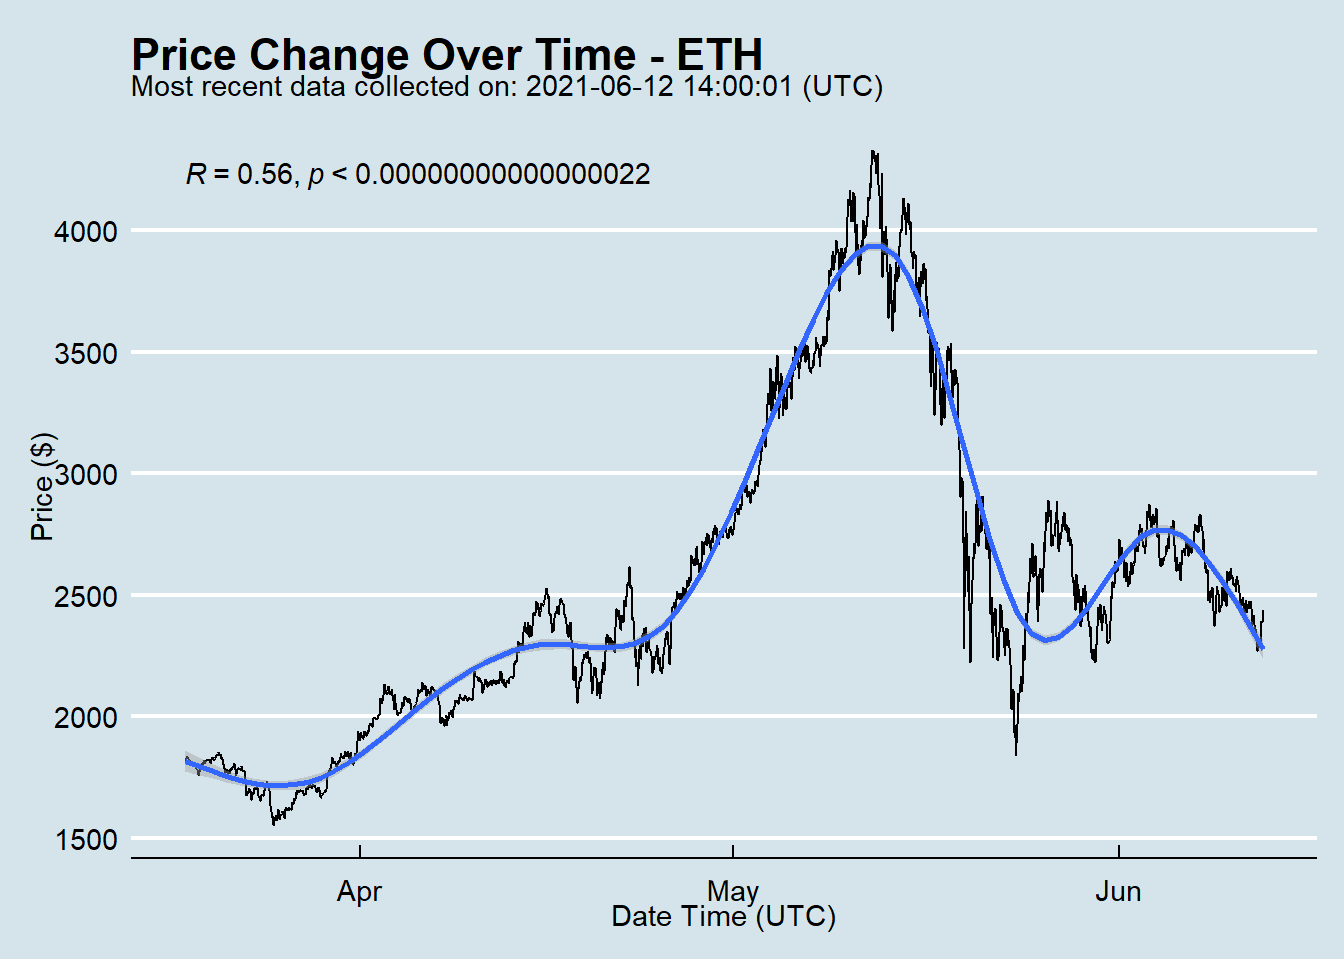 Price Change Over Time - ETH
Most recent data collected on: 2021-06-12 14:00:01 (UTC)
R = 0.56, p < 0.00000000000000022
4000
3500
3000
2500
2000
1500
Price ($)
Apr
May
Jun
Date Time (UTC)